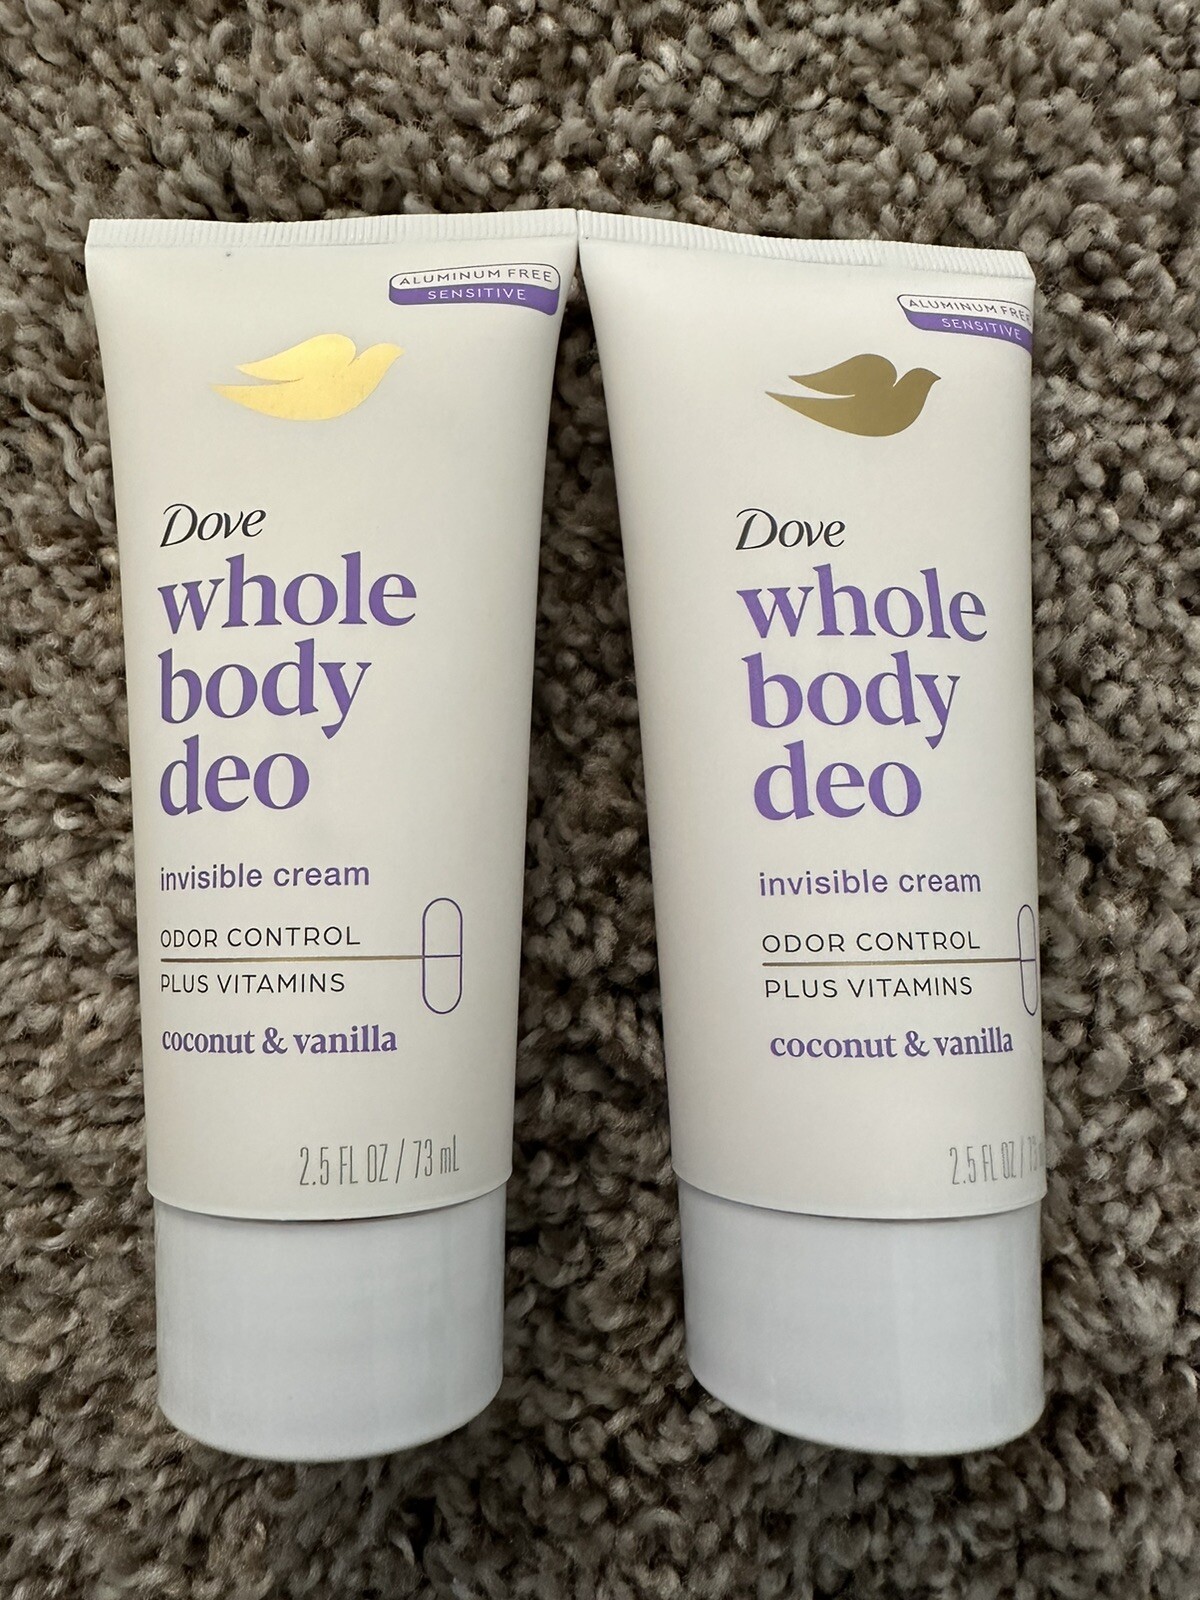 ALUMINUM FREE
SENSITIVE
Dove
whole
body
deo
invisible cream
ODOR CONTROL
PLUS VITAMINS
coconut & vanilla
2.5 FL OZ / 73 mL
ALUMINUM FREE
SENSITIVE
Dove
whole
body
deo
invisible cream
ODOR CONTROL
PLUS VITAMINS
coconut & vanilla
2.5 FL OZ /